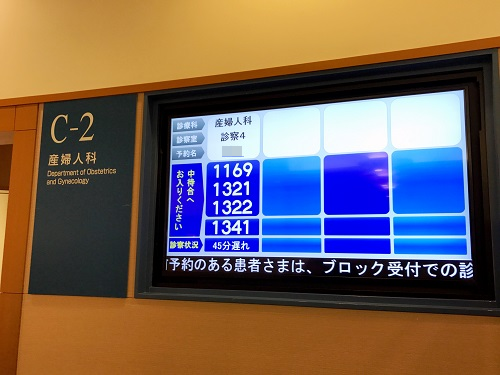 C-2
産婦人科
Department of Obstetrics
and Gynecology
診療科 産婦人科
診察室 診察4
予約名
中待合へ
お入りください
1169
1321
1322
1341
診察状況 45分遅れ
予約のある患者さまは、ブロック受付での診